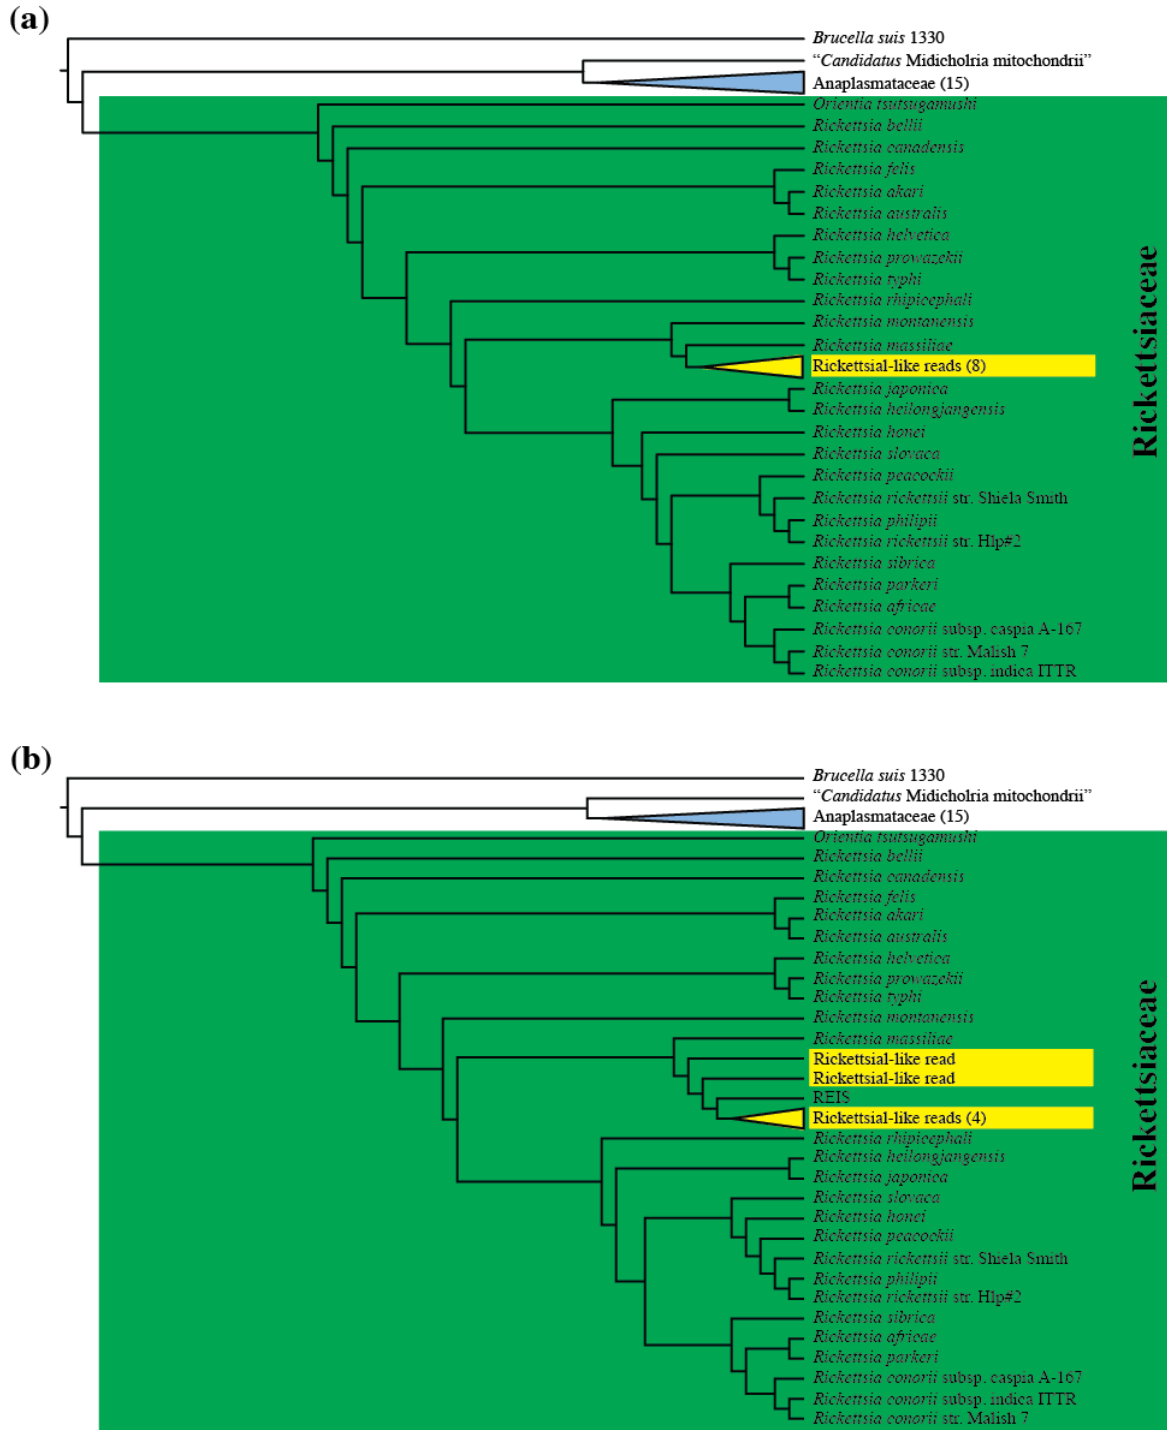 (a)
Brucella suis 1330
“Candidatus Midicholria mitochondrii”
Anaplasmataceae (15)
Orientia tsutsugamushi
Rickettsia bellii
Rickettsia canadensis
Rickettsia felis
Rickettsia akari
Rickettsia australis
Rickettsia helvetica
Rickettsia prowazekii
Rickettsia typhi
Rickettsia rhipicephali
Rickettsia montanensis
Rickettsia massiliae
Rickettsial-like reads (8)
Rickettsia japonica
Rickettsia heilongjangensis
Rickettsia honei
Rickettsia slovaca
Rickettsia peacockii
Rickettsia rickettsii str. Shiela Smith
Rickettsia philipii
Rickettsia rickettsii str. Hlp#2
Rickettsia sibrica
Rickettsia parkeri
Rickettsia africae
Rickettsia conorii subsp. caspia A-167
Rickettsia conorii str. Malish 7
Rickettsia conorii subsp. indica ITTR
Rickettsiaceae
(b)
Brucella suis 1330
“Candidatus Midicholria mitochondrii”
Anaplasmataceae (15)
Orientia tsutsugamushi
Rickettsia bellii
Rickettsia canadensis
Rickettsia felis
Rickettsia akari
Rickettsia australis
Rickettsia helvetica
Rickettsia prowazekii
Rickettsia typhi
Rickettsia montanensis
Rickettsia massiliae
Rickettsial-like read
Rickettsial-like read
REIS
Rickettsial-like reads (4)
Rickettsia rhipicephali
Rickettsia heilongjangensis
Rickettsia japonica
Rickettsia slovaca
Rickettsia honei
Rickettsia peacockii
Rickettsia rickettsii str. Shiela Smith
Rickettsia philipii
Rickettsia rickettsii str. Hlp#2
Rickettsia sibrica
Rickettsia africae
Rickettsia parkeri
Rickettsia conorii subsp. caspia A-167
Rickettsia conorii subsp. indica ITTR
Rickettsia conorii str. Malish 7
Rickettsiaceae